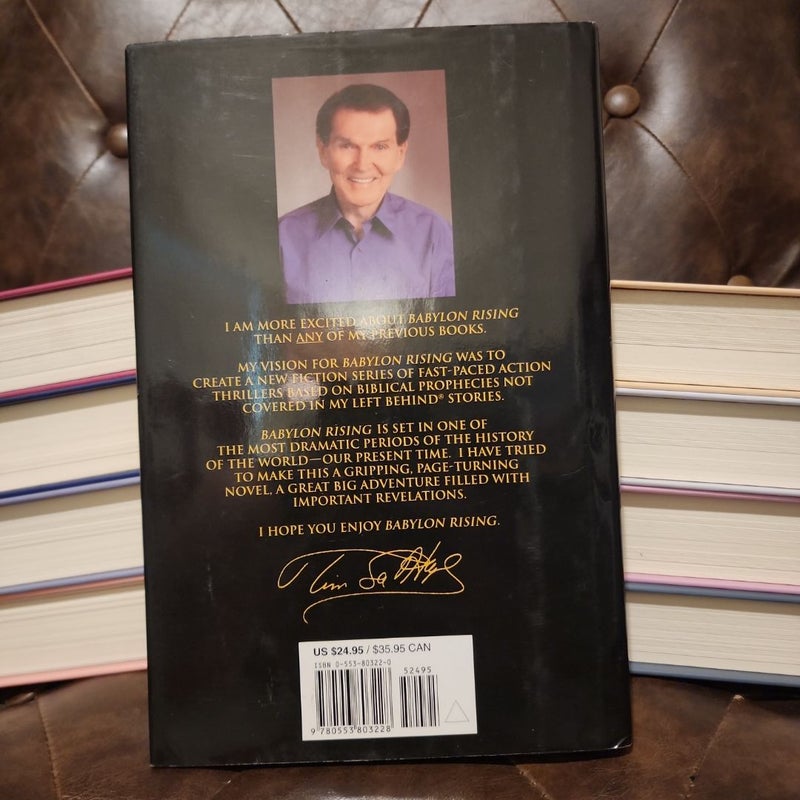 I AM MORE EXCITED ABOUT BABYLON RISING
THAN ANY OF MY PREVIOUS BOOKS.
MY VISION FOR BABYLON RISING WAS TO
CREATE A NEW FICTION SERIES OF FAST-PACED ACTION
THRILLERS BASED ON BIBLICAL PROPHECIES NOT
COVERED IN MY LEFT BEHIND® STORIES.
BABYLON RISING IS SET IN ONE OF
THE MOST DRAMATIC PERIODS OF THE HISTORY
OF THE WORLD—OUR PRESENT TIME. I HAVE TRIED
TO MAKE THIS A GRIPPING, PAGE-TURNING
NOVEL, A GREAT BIG ADVENTURE FILLED WITH
IMPORTANT REVELATIONS.
I HOPE YOU ENJOY BABYLON RISING.
Tim LaHaye
US $24.95 / $35.95 CAN
ISBN 0-553-80322-0
52495
9 780553 803228